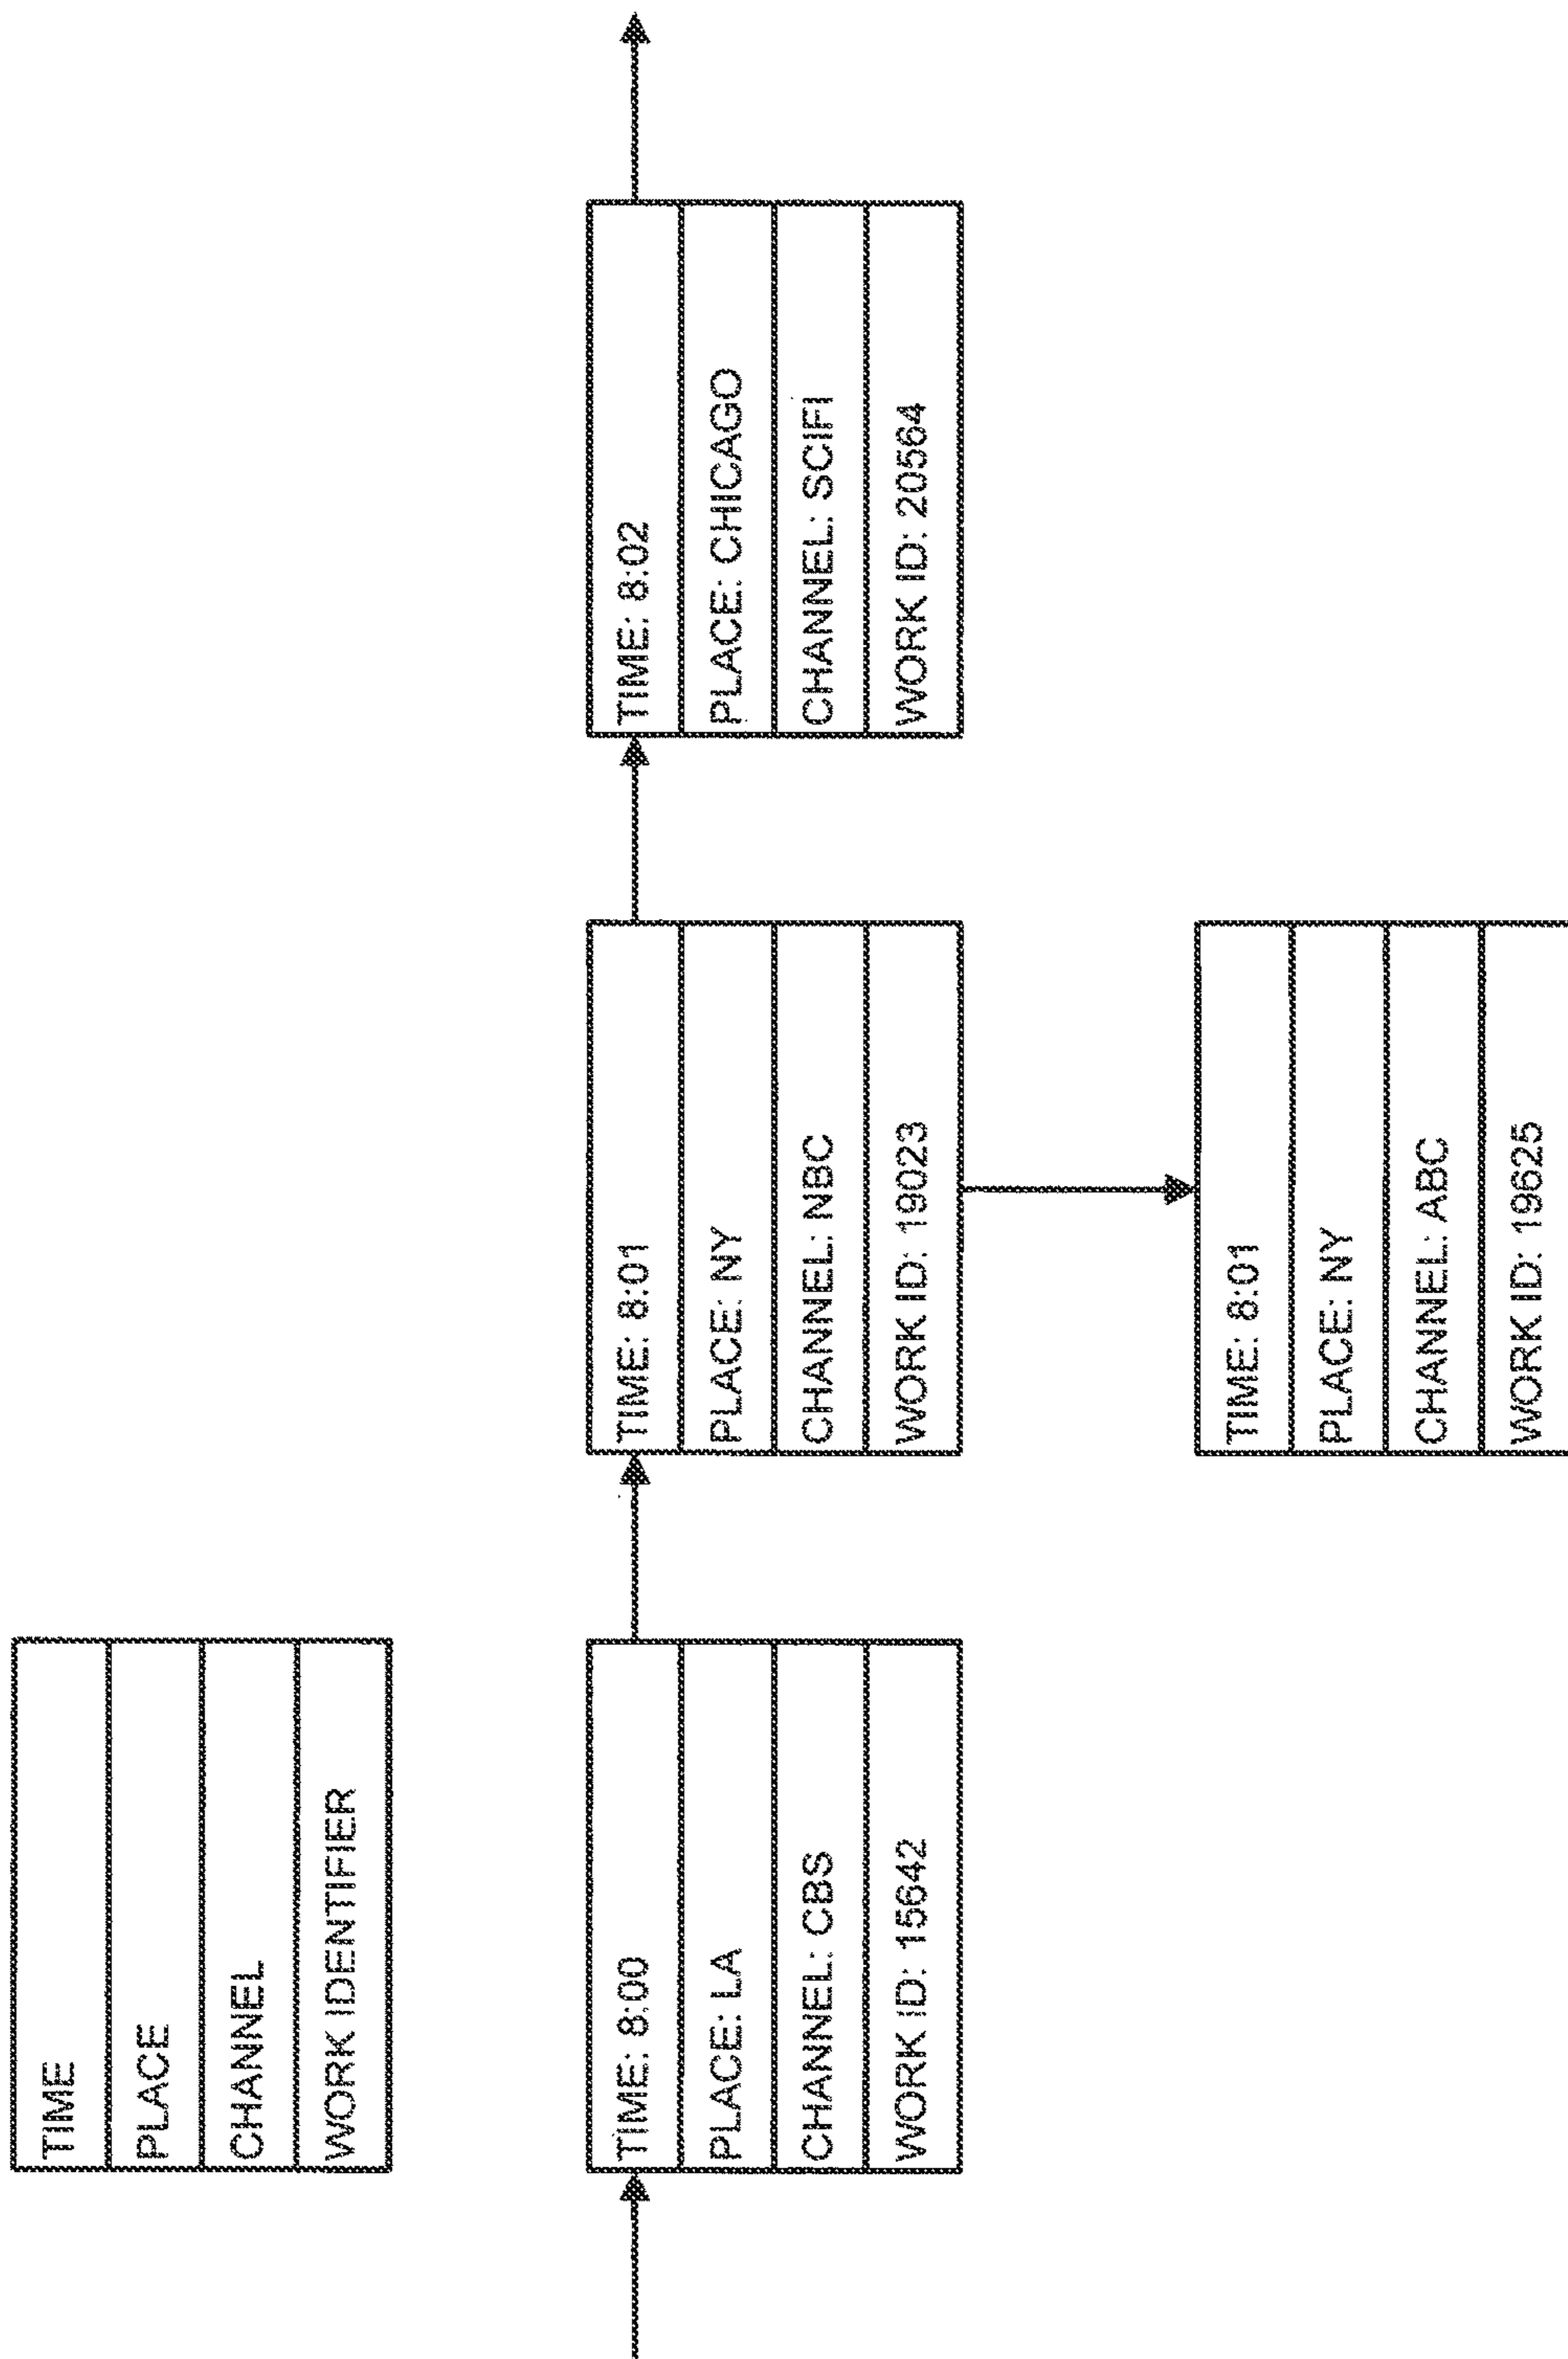 TIME
PLACE
CHANNEL
WORK IDENTIFIER
TIME: 8:00
PLACE: LA
CHANNEL: CBS
WORK ID: 15642
TIME: 8:01
PLACE: NY
CHANNEL: NBC
WORK ID: 19023
TIME: 8:02
PLACE: CHICAGO
CHANNEL: SCIFI
WORK ID: 20564
TIME: 8:01
PLACE: NY
CHANNEL: ABC
WORK ID: 19625